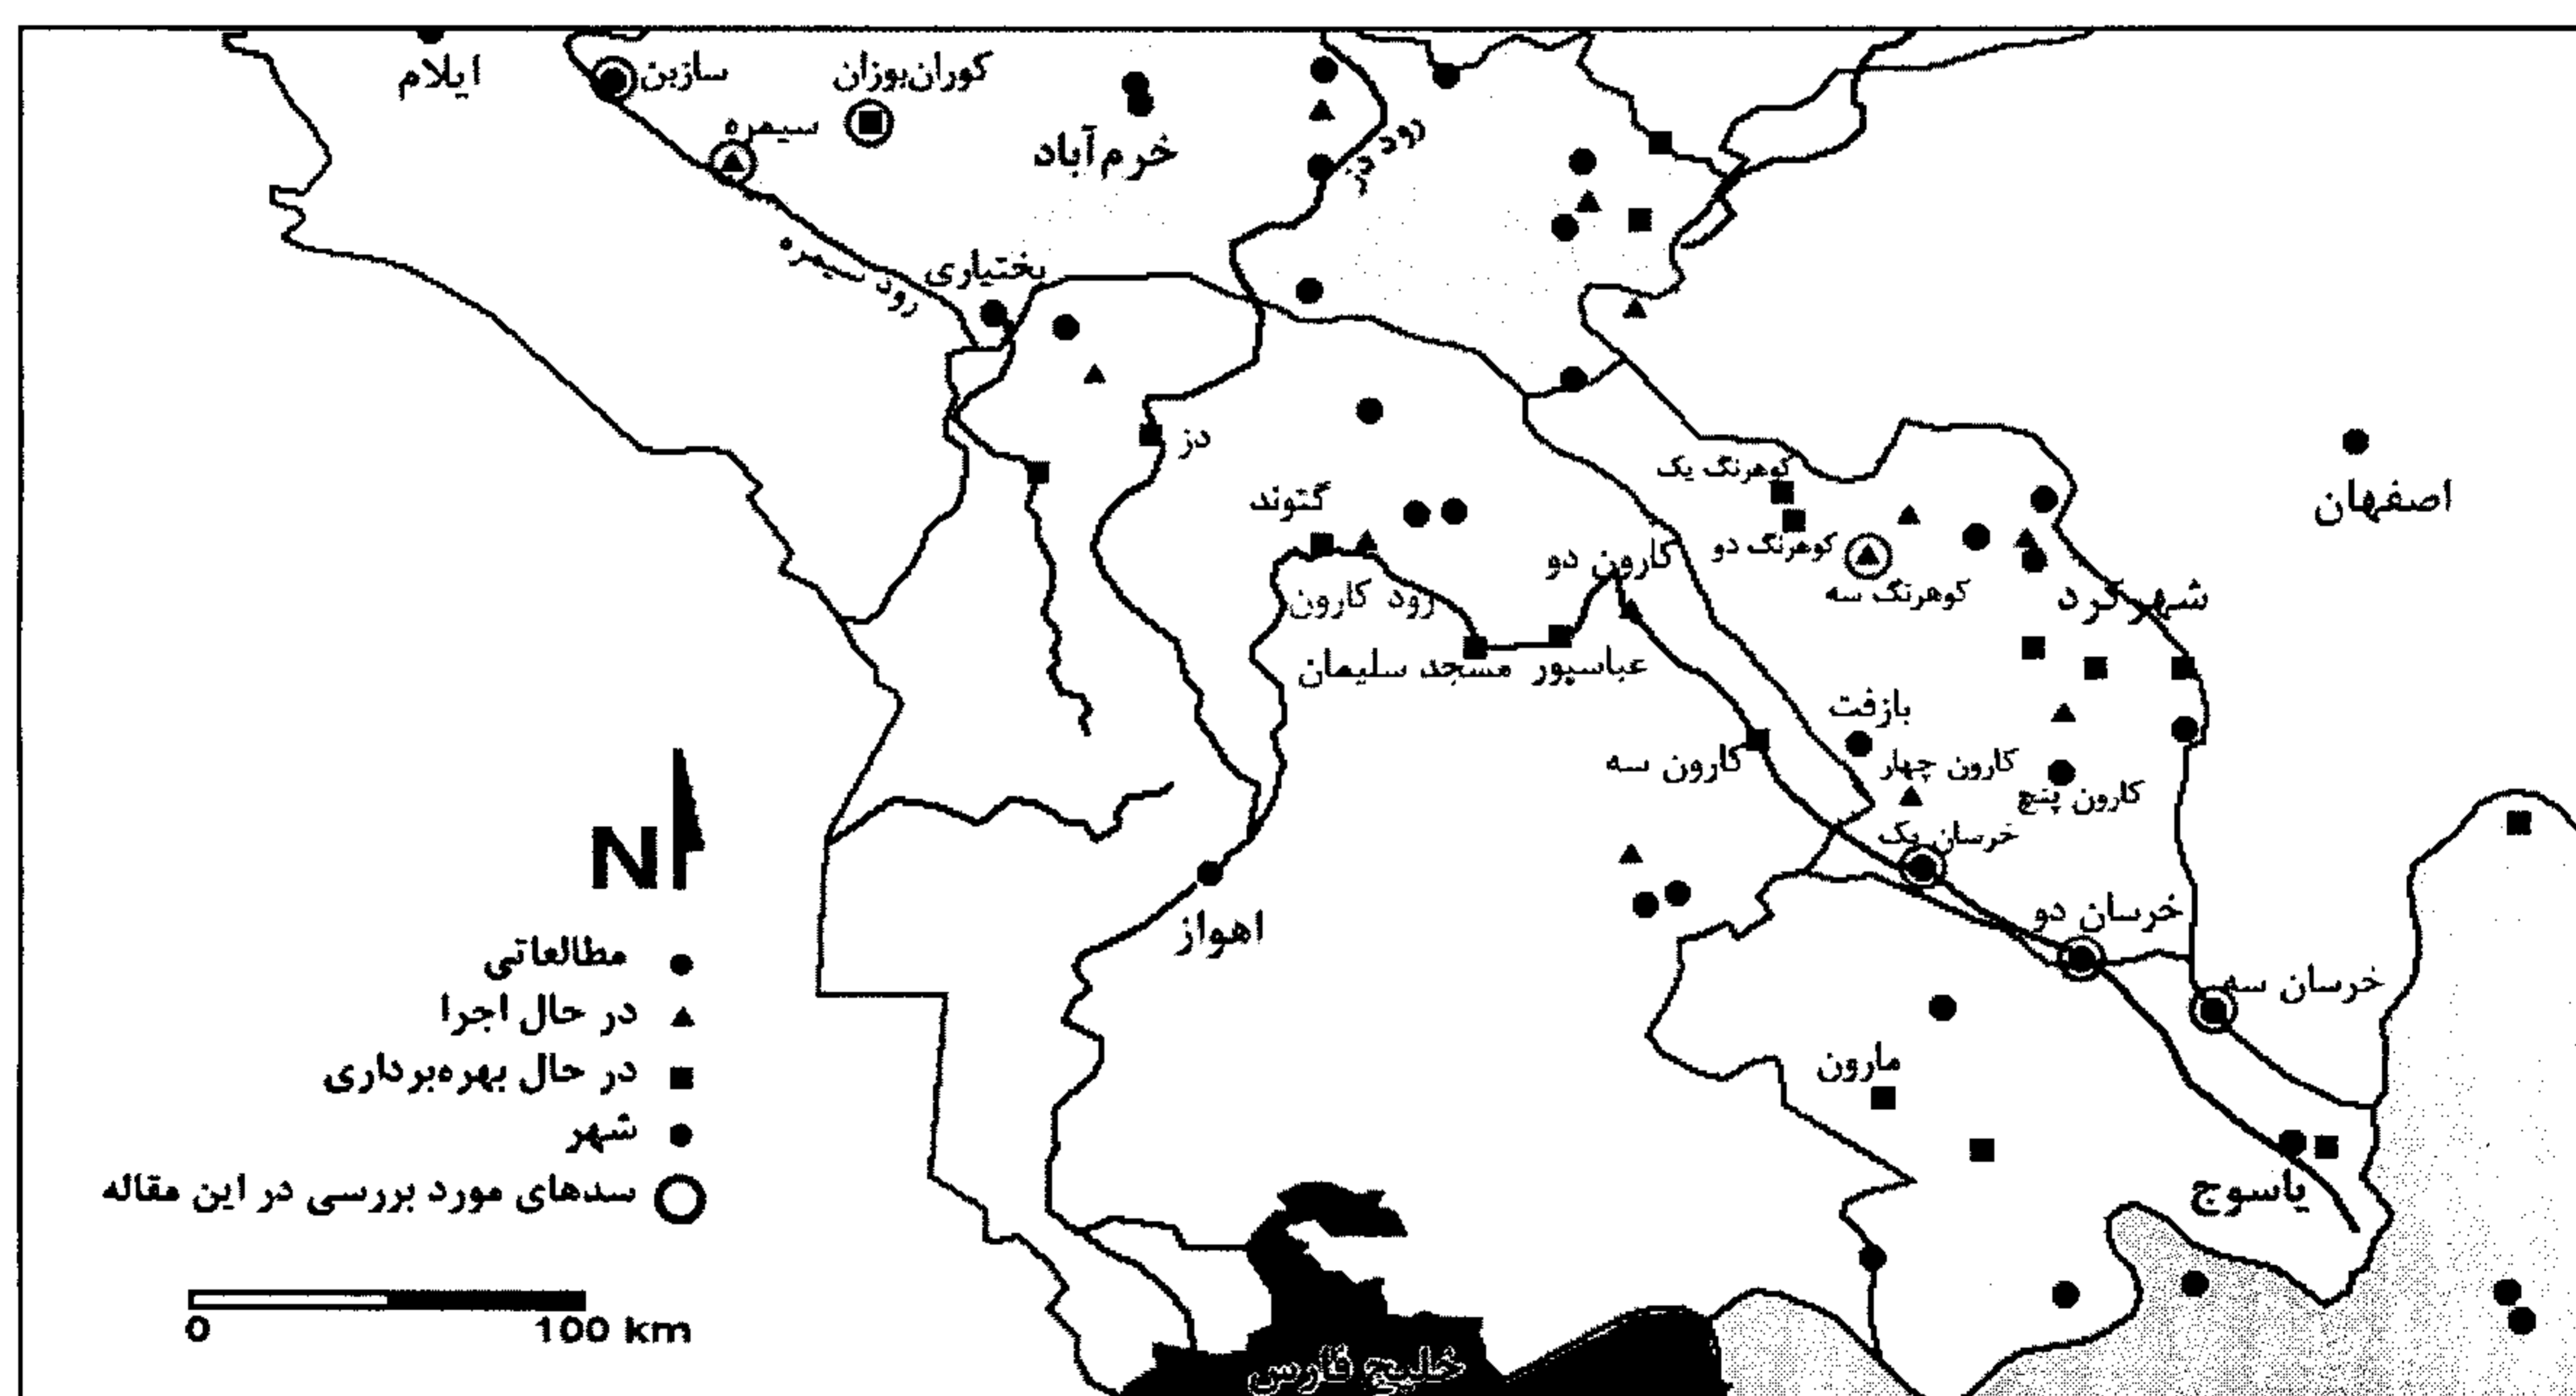 ایلام
سازبن
کوران‌بوزان
سیمره
خرم‌آباد
رود دز
رود سیمره
بختیاری
دز
گتوند
کوهرنگ یک
کوهرنگ دو
کوهرنگ سه
اصفهان
شهرکرد
کارون دو
رود کارون
عباسپور
مسجد سلیمان
بازفت
کارون سه
کارون چهار
کارون پنج
خرسان یک
خرسان دو
خرسان سه
اهواز
مارون
یاسوج
خلیج فارس
N
مطالعاتی
در حال اجرا
در حال بهره‌برداری
شهر
سدهای مورد بررسی در این مقاله
0 100 km